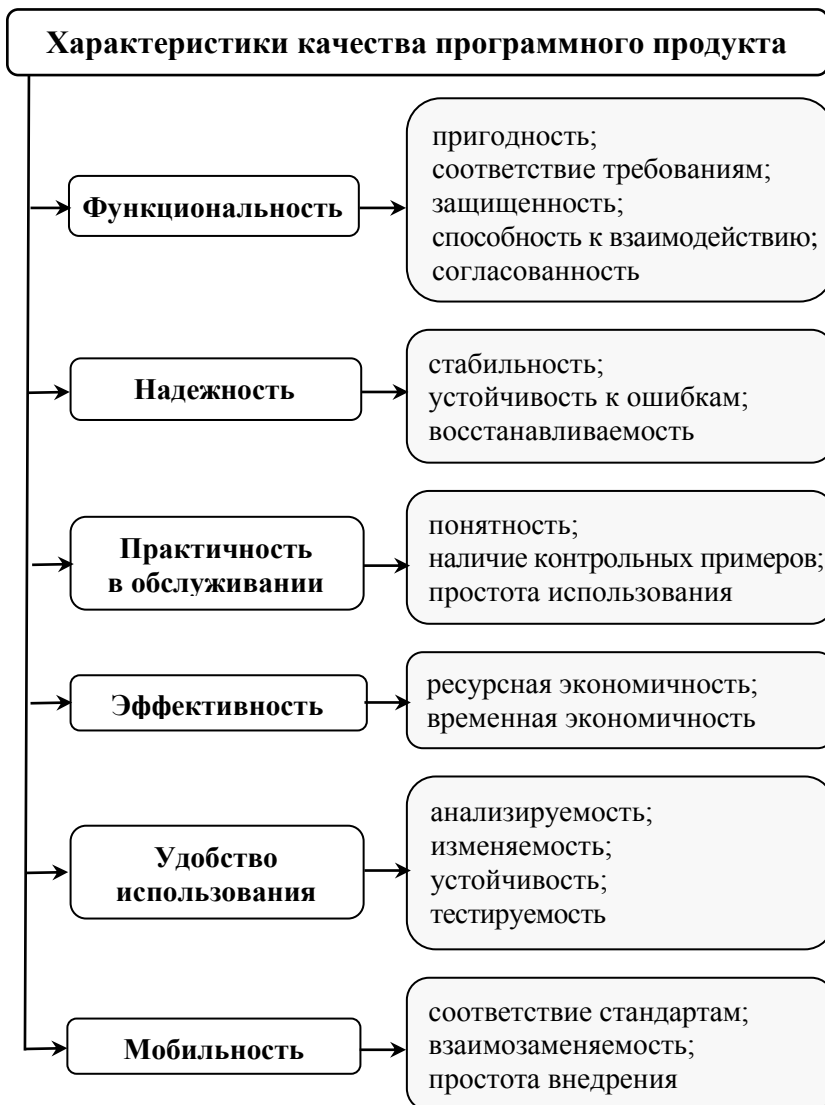 Характеристики качества программного продукта
Функциональность
пригодность;
соответствие требованиям;
защищенность;
способность к взаимодействию;
согласованность
Надежность
стабильность;
устойчивость к ошибкам;
восстанавливаемость
Практичность
в обслуживании
понятность;
наличие контрольных примеров;
простота использования
Эффективность
ресурсная экономичность;
временная экономичность
Удобство
использования
анализируемость;
изменяемость;
устойчивость;
тестируемость
Мобильность
соответствие стандартам;
взаимозаменяемость;
простота внедрения